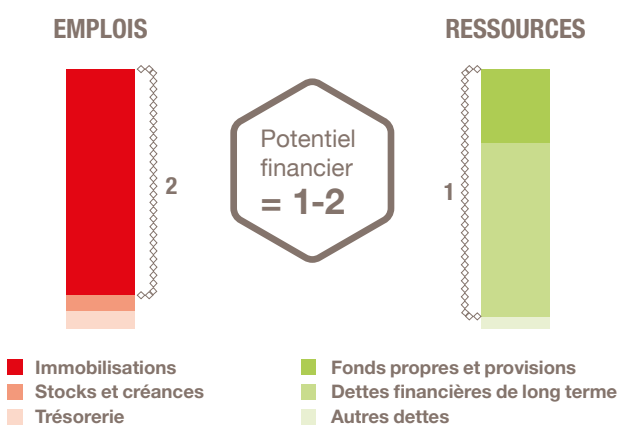 EMPLOIS
RESSOURCES
Potentiel
financier
= 1-2
2
1
Immobilisations
Stocks et créances
Trésorerie
Fonds propres et provisions
Dettes financières de long terme
Autres dettes